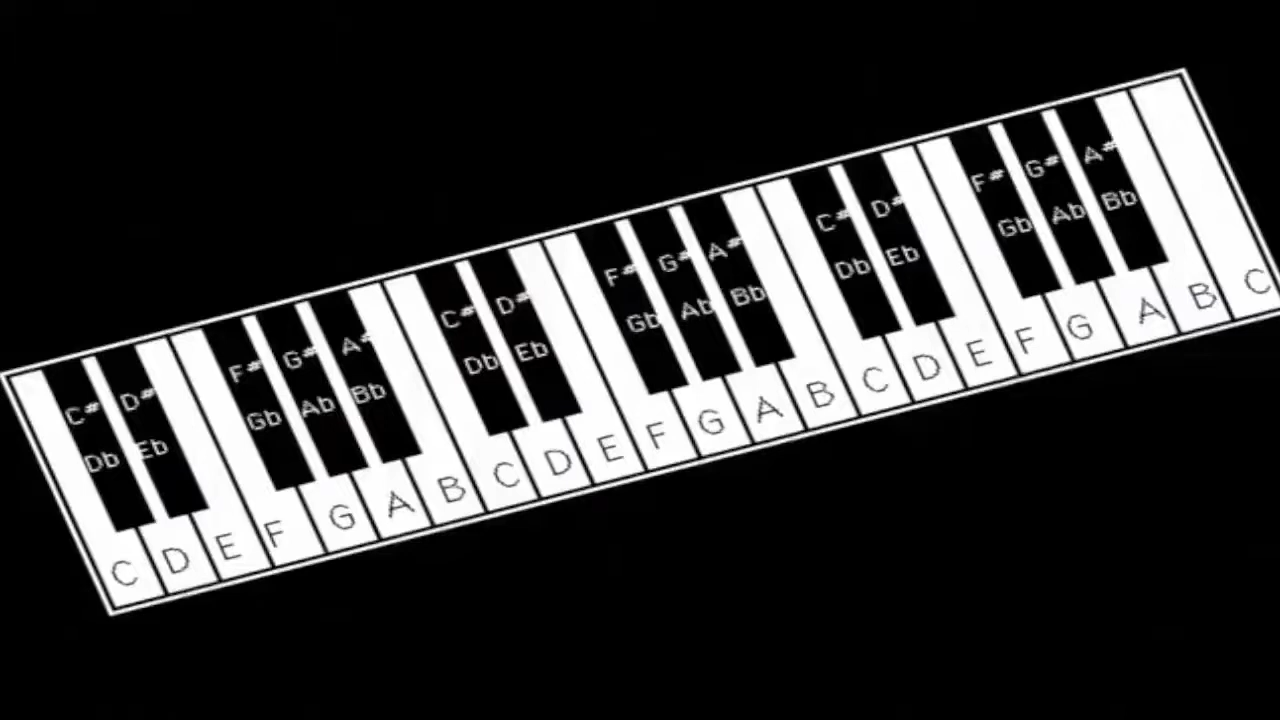 C# D# F# G# A# C# D# F# G# A# C# D# F# G# A#
Db Eb Gb Ab Bb Db Eb Gb Ab Bb Db Eb Gb Ab Bb
C D E F G A B C D E F G A B C D E F G A B C